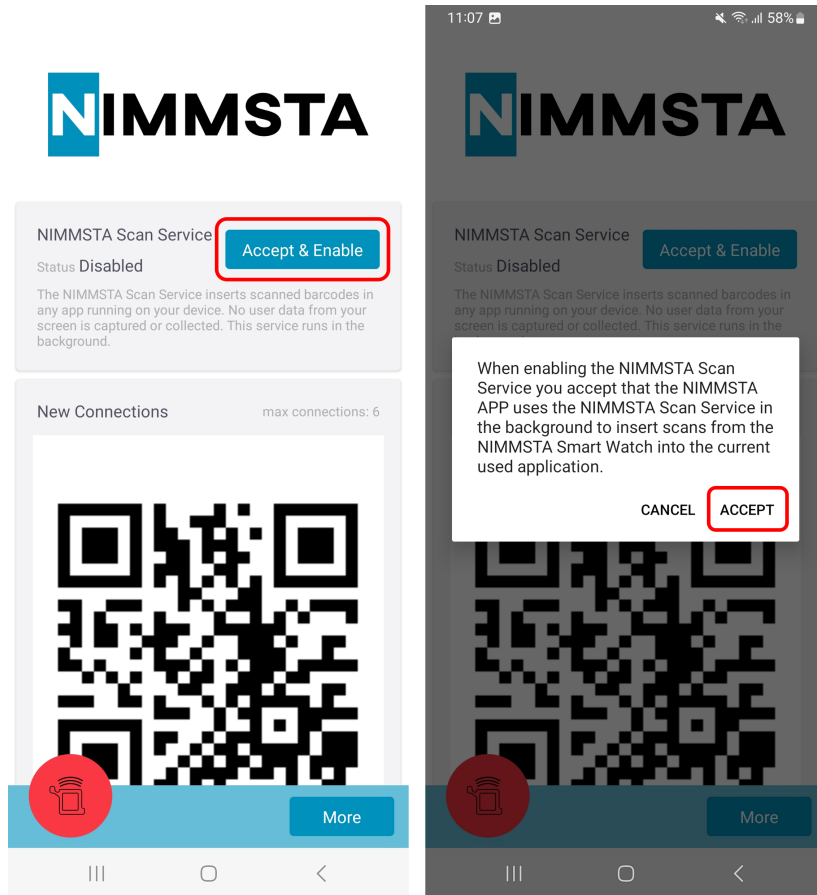 NIMMSTA
NIMMSTA Scan Service
Accept & Enable
Status Disabled
The NIMMSTA Scan Service inserts scanned barcodes in
any app running on your device. No user data from your
screen is captured or collected. This service runs in the
background.
New Connections
max connections: 6
More
11:07
58%
NIMMSTA
NIMMSTA Scan Service
Accept & Enable
Status Disabled
The NIMMSTA Scan Service inserts scanned barcodes in
any app running on your device. No user data from your
screen is captured or collected. This service runs in the
When enabling the NIMMSTA Scan
Service you accept that the NIMMSTA
APP uses the NIMMSTA Scan Service in
the background to insert scans from the
NIMMSTA Smart Watch into the current
used application.
CANCEL ACCEPT
More